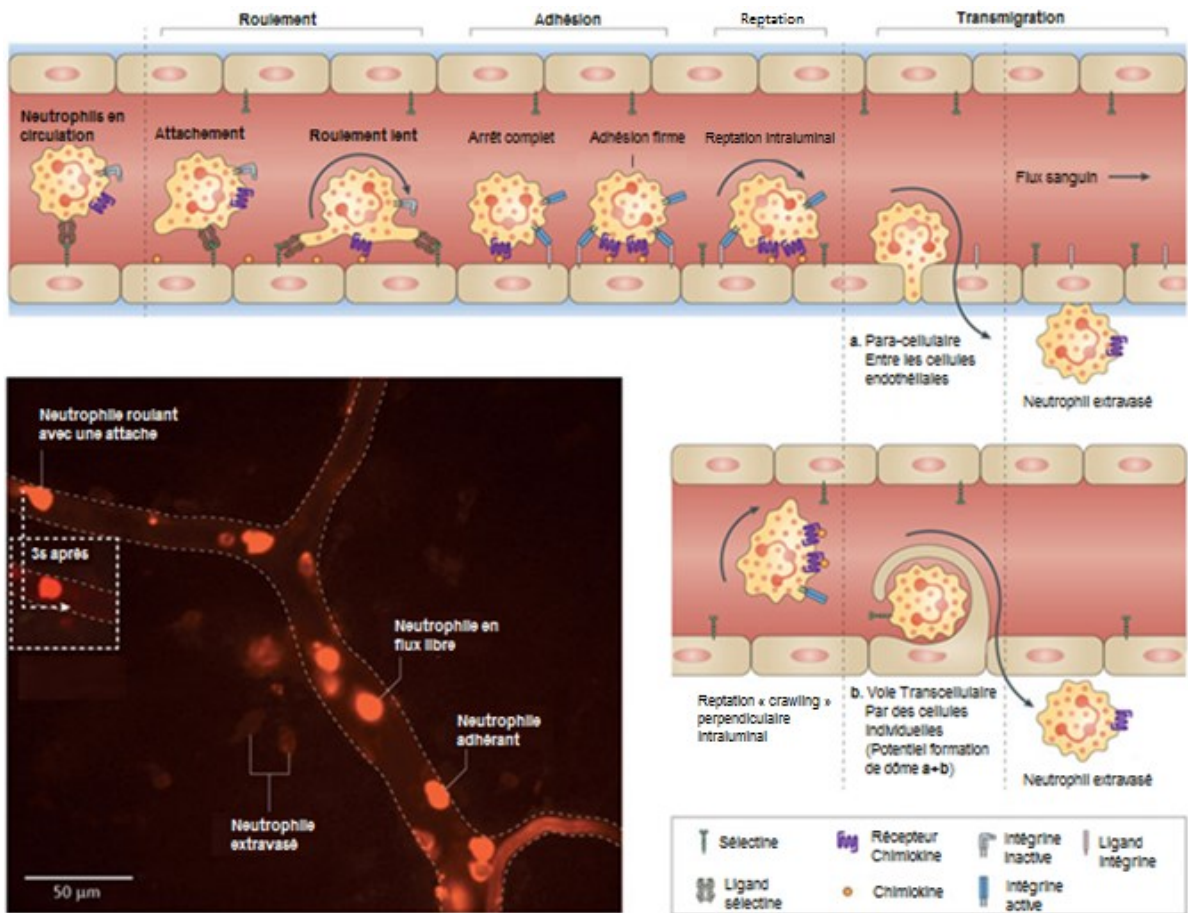 Roulement
Adhésion
Reptation
Transmigration
Neutrophils en
circulation
Attachement
Roulement lent
Arrêt complet
Adhésion firme
Reptation intraluminal
Flux sanguin
a. Para-cellulaire
Entre les cellules
endothéliales
Neutrophil extravasé
Neutrophile roulant
avec une attache
3s après
Neutrophile en
flux libre
Neutrophile
adhérant
Neutrophile
extravasé
50 µm
Reptation « crawling »
perpendiculaire
intraluminal
b. Voie Transcellulaire
Par des cellules
individuelles
(Potentiel formation
de dôme a+b)
Neutrophil extravasé
Sélectine
Récepteur
Chimiokine
Intégrine
inactive
Ligand
intégrine
Ligand
sélectine
Chimiokine
Intégrine
active